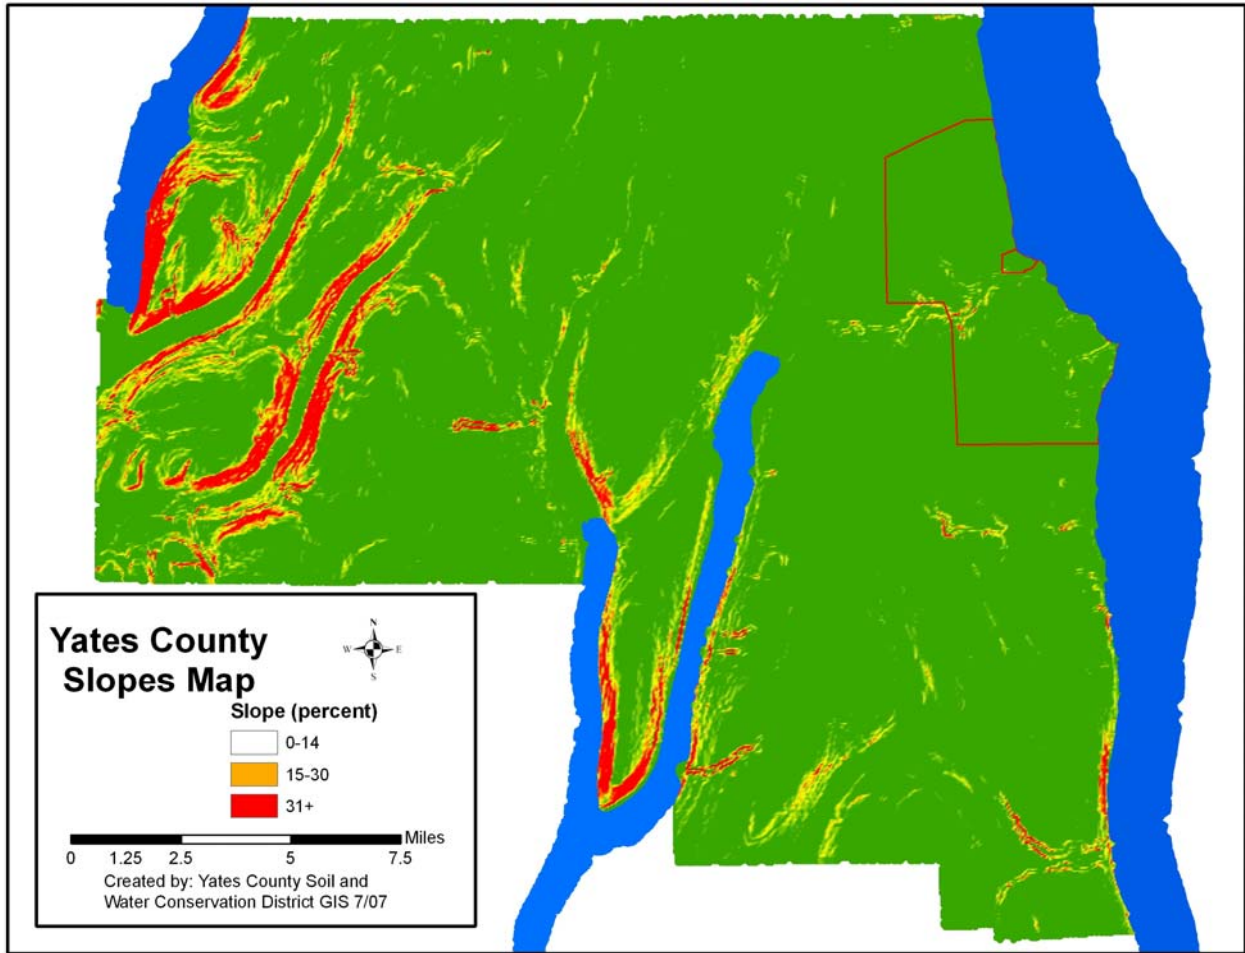 Yates County
Slopes Map
N
W E
S
Slope (percent)
0-14
15-30
31+
Miles
0 1.25 2.5 5 7.5
Created by: Yates County Soil and
Water Conservation District GIS 7/07